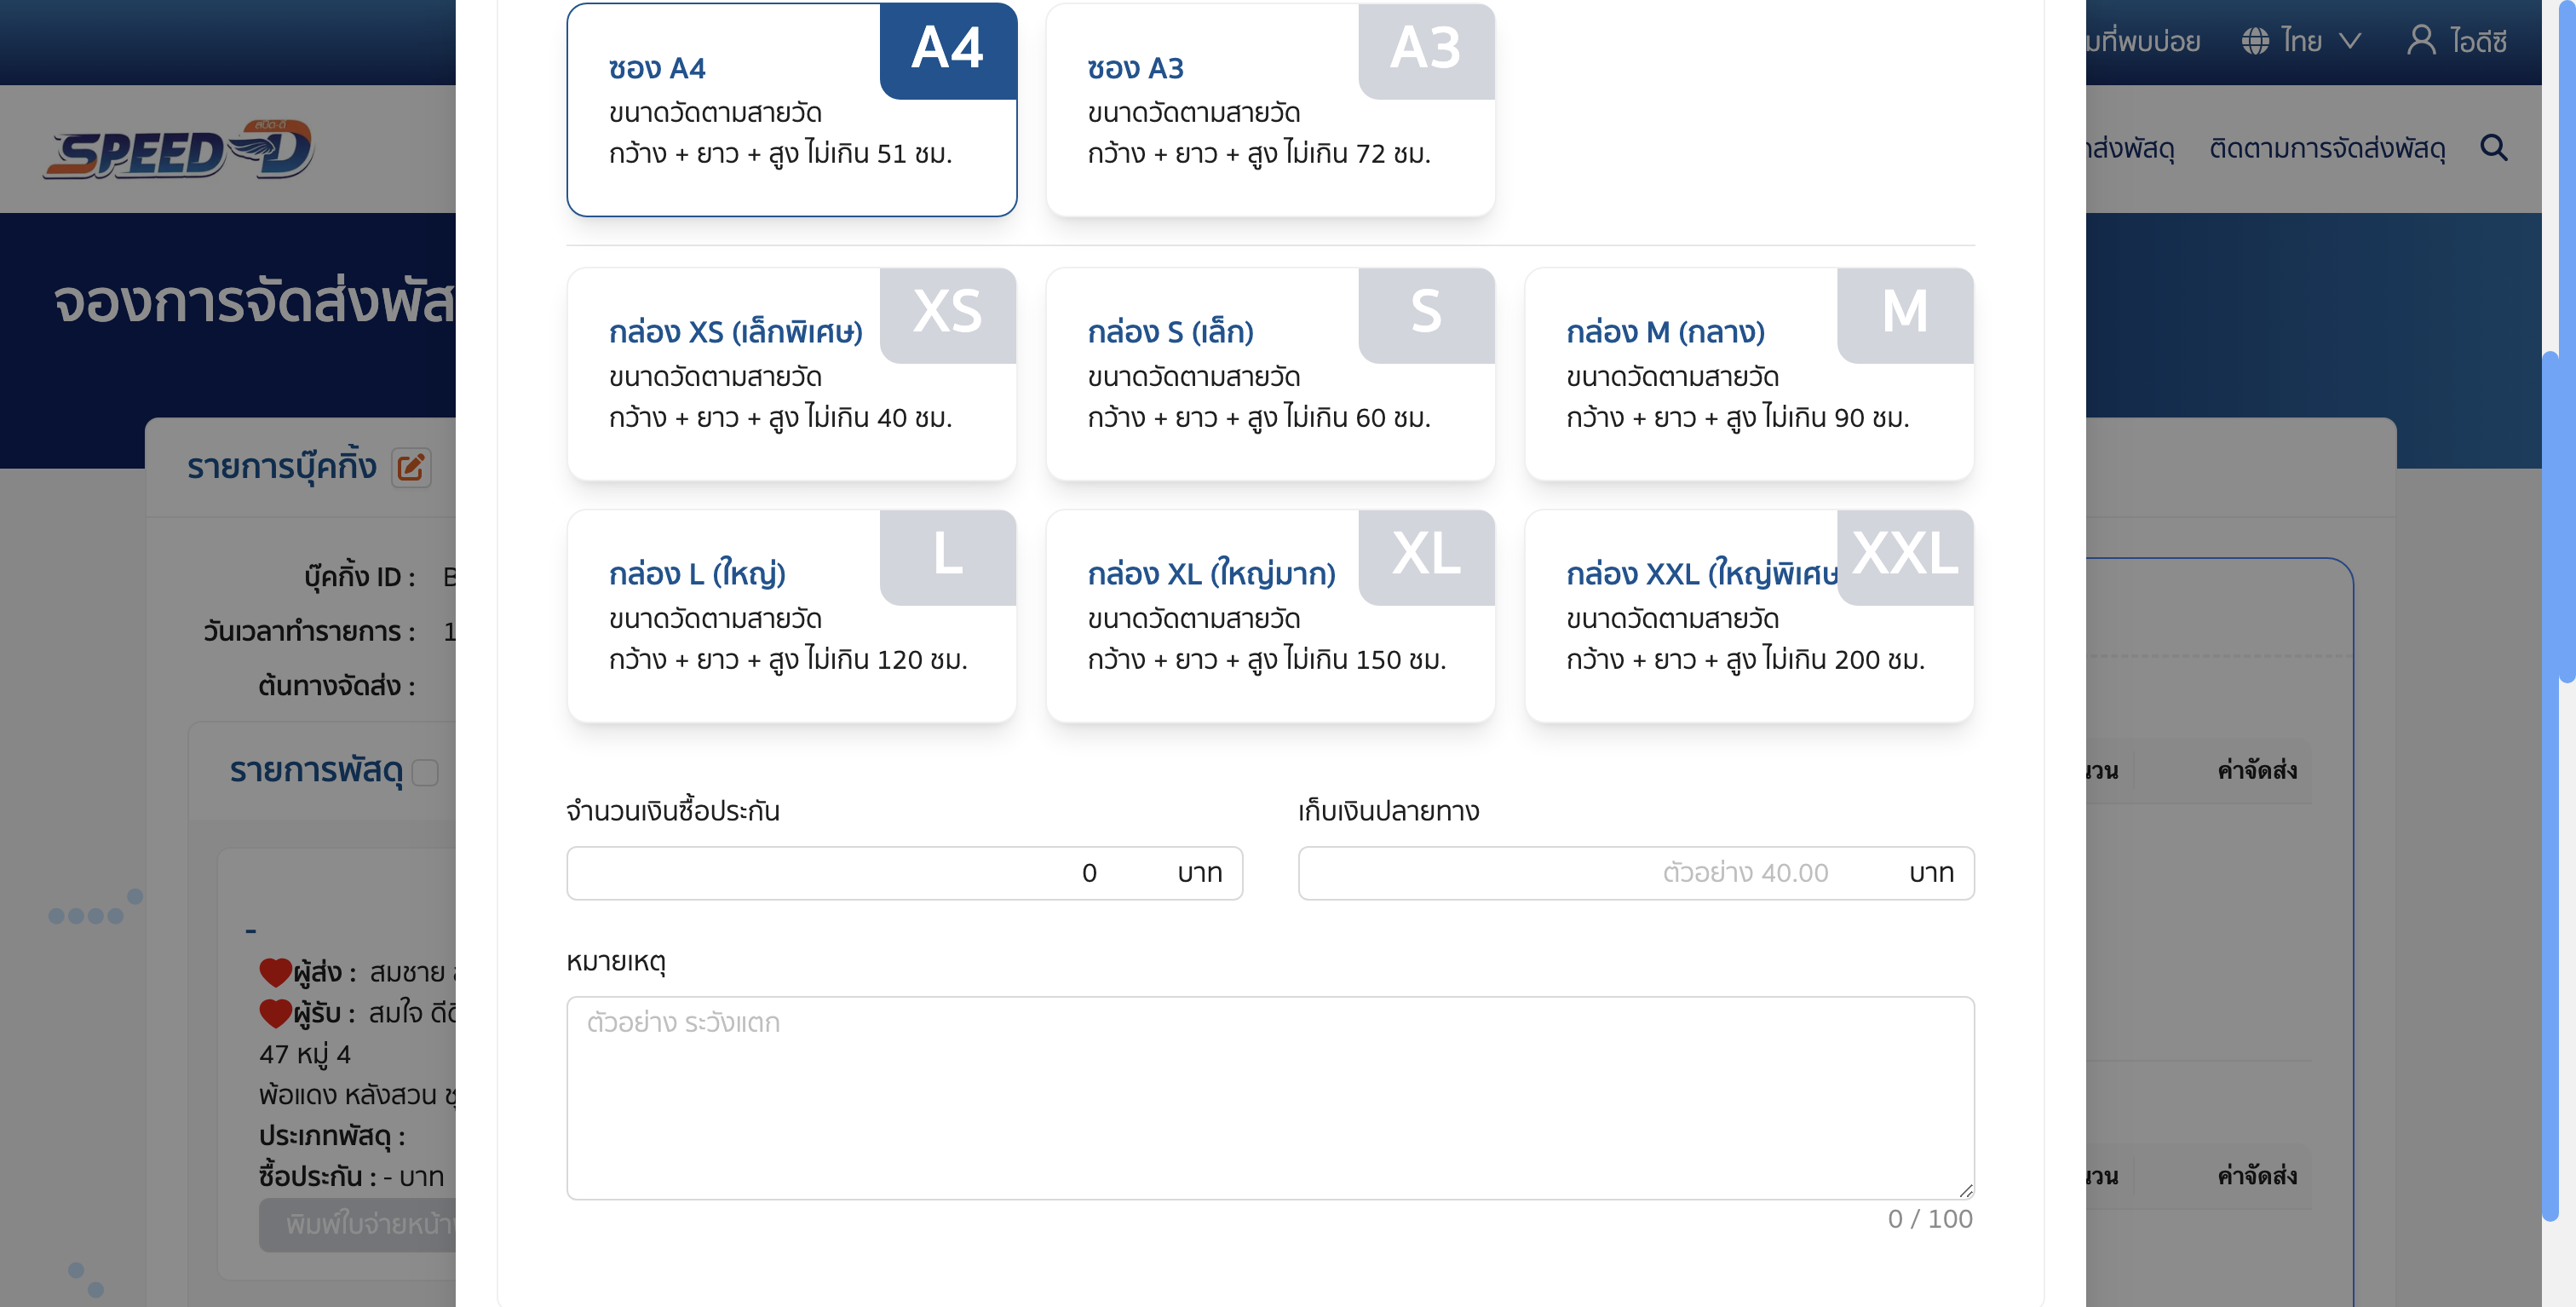 มที่พบบ่อย ไทย ไอดีซี
SPEED-D
สปีด-ดี
ส่งพัสดุ ติดตามการจัดส่งพัสดุ
จองการจัดส่งพัส
รายการบุ๊คกิ้ง
บุ๊คกิ้ง ID :
วันเวลาทำรายการ : 1
ต้นทางจัดส่ง :
รายการพัสดุ
-
ผู้ส่ง : สมชาย
ผู้รับ : สมใจ ดีด
47 หมู่ 4
พ้อแดง หลังสวน ชุ
ประเภทพัสดุ :
ซื้อประกัน : - บาท
พิมพ์ใบจ่ายหน้า
ซอง A4
A4
ขนาดวัดตามสายวัด
กว้าง + ยาว + สูง ไม่เกิน 51 ซม.
ซอง A3
A3
ขนาดวัดตามสายวัด
กว้าง + ยาว + สูง ไม่เกิน 72 ซม.
กล่อง XS (เล็กพิเศษ)
XS
ขนาดวัดตามสายวัด
กว้าง + ยาว + สูง ไม่เกิน 40 ซม.
กล่อง S (เล็ก)
S
ขนาดวัดตามสายวัด
กว้าง + ยาว + สูง ไม่เกิน 60 ซม.
กล่อง M (กลาง)
M
ขนาดวัดตามสายวัด
กว้าง + ยาว + สูง ไม่เกิน 90 ซม.
กล่อง L (ใหญ่)
L
ขนาดวัดตามสายวัด
กว้าง + ยาว + สูง ไม่เกิน 120 ซม.
กล่อง XL (ใหญ่มาก)
XL
ขนาดวัดตามสายวัด
กว้าง + ยาว + สูง ไม่เกิน 150 ซม.
กล่อง XXL (ใหญ่พิเศษ
XXL
ขนาดวัดตามสายวัด
กว้าง + ยาว + สูง ไม่เกิน 200 ซม.
จำนวนเงินซื้อประกัน
0 บาท
เก็บเงินปลายทาง
ตัวอย่าง 40.00 บาท
หมายเหตุ
ตัวอย่าง ระวังแตก
0 / 100
นวน ค่าจัดส่ง
นวน ค่าจัดส่ง